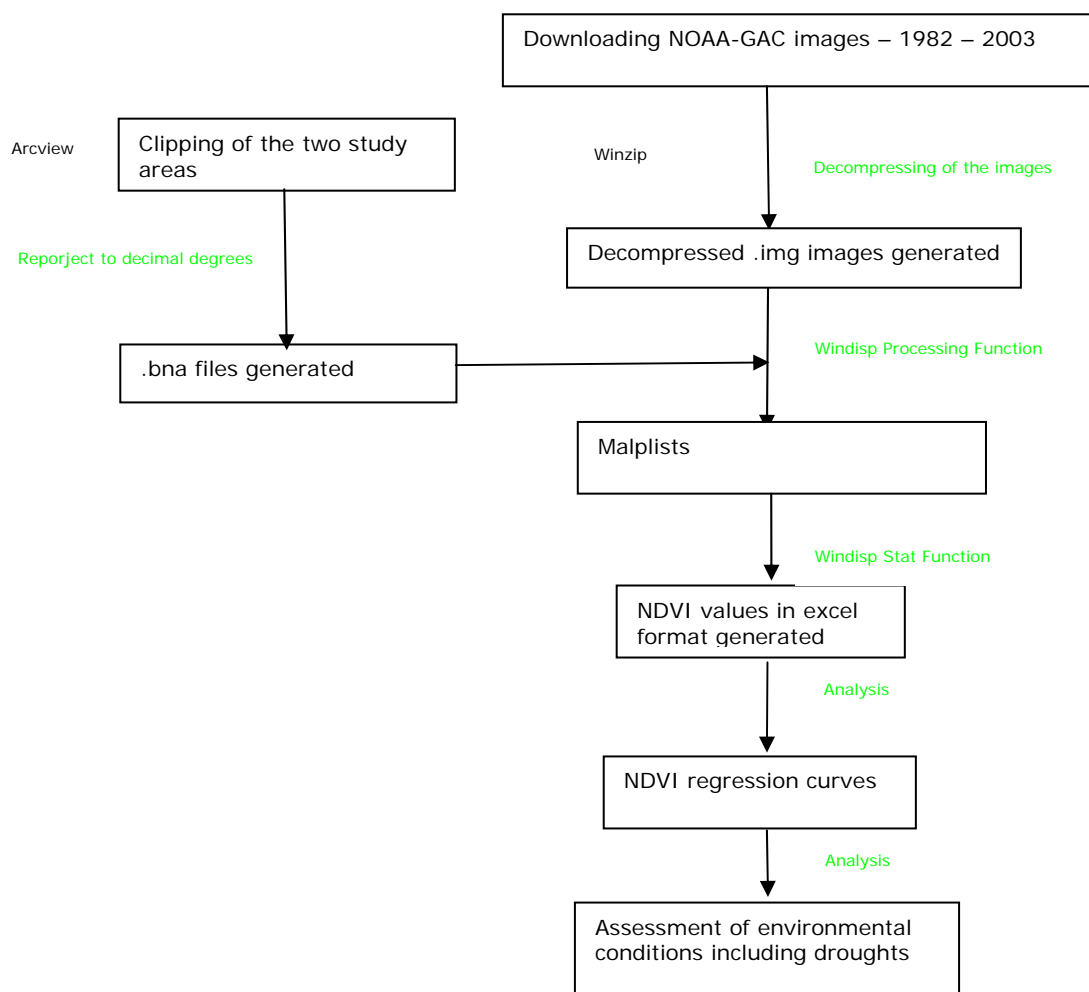 Downloading NOAA-GAC images – 1982 – 2003
Arcview
Clipping of the two study
areas
Winzip
Decompressing of the images
Reporject to decimal degrees
Decompressed .img images generated
.bna files generated
Windisp Processing Function
Malplists
Windisp Stat Function
NDVI values in excel
format generated
Analysis
NDVI regression curves
Analysis
Assessment of environmental
conditions including droughts